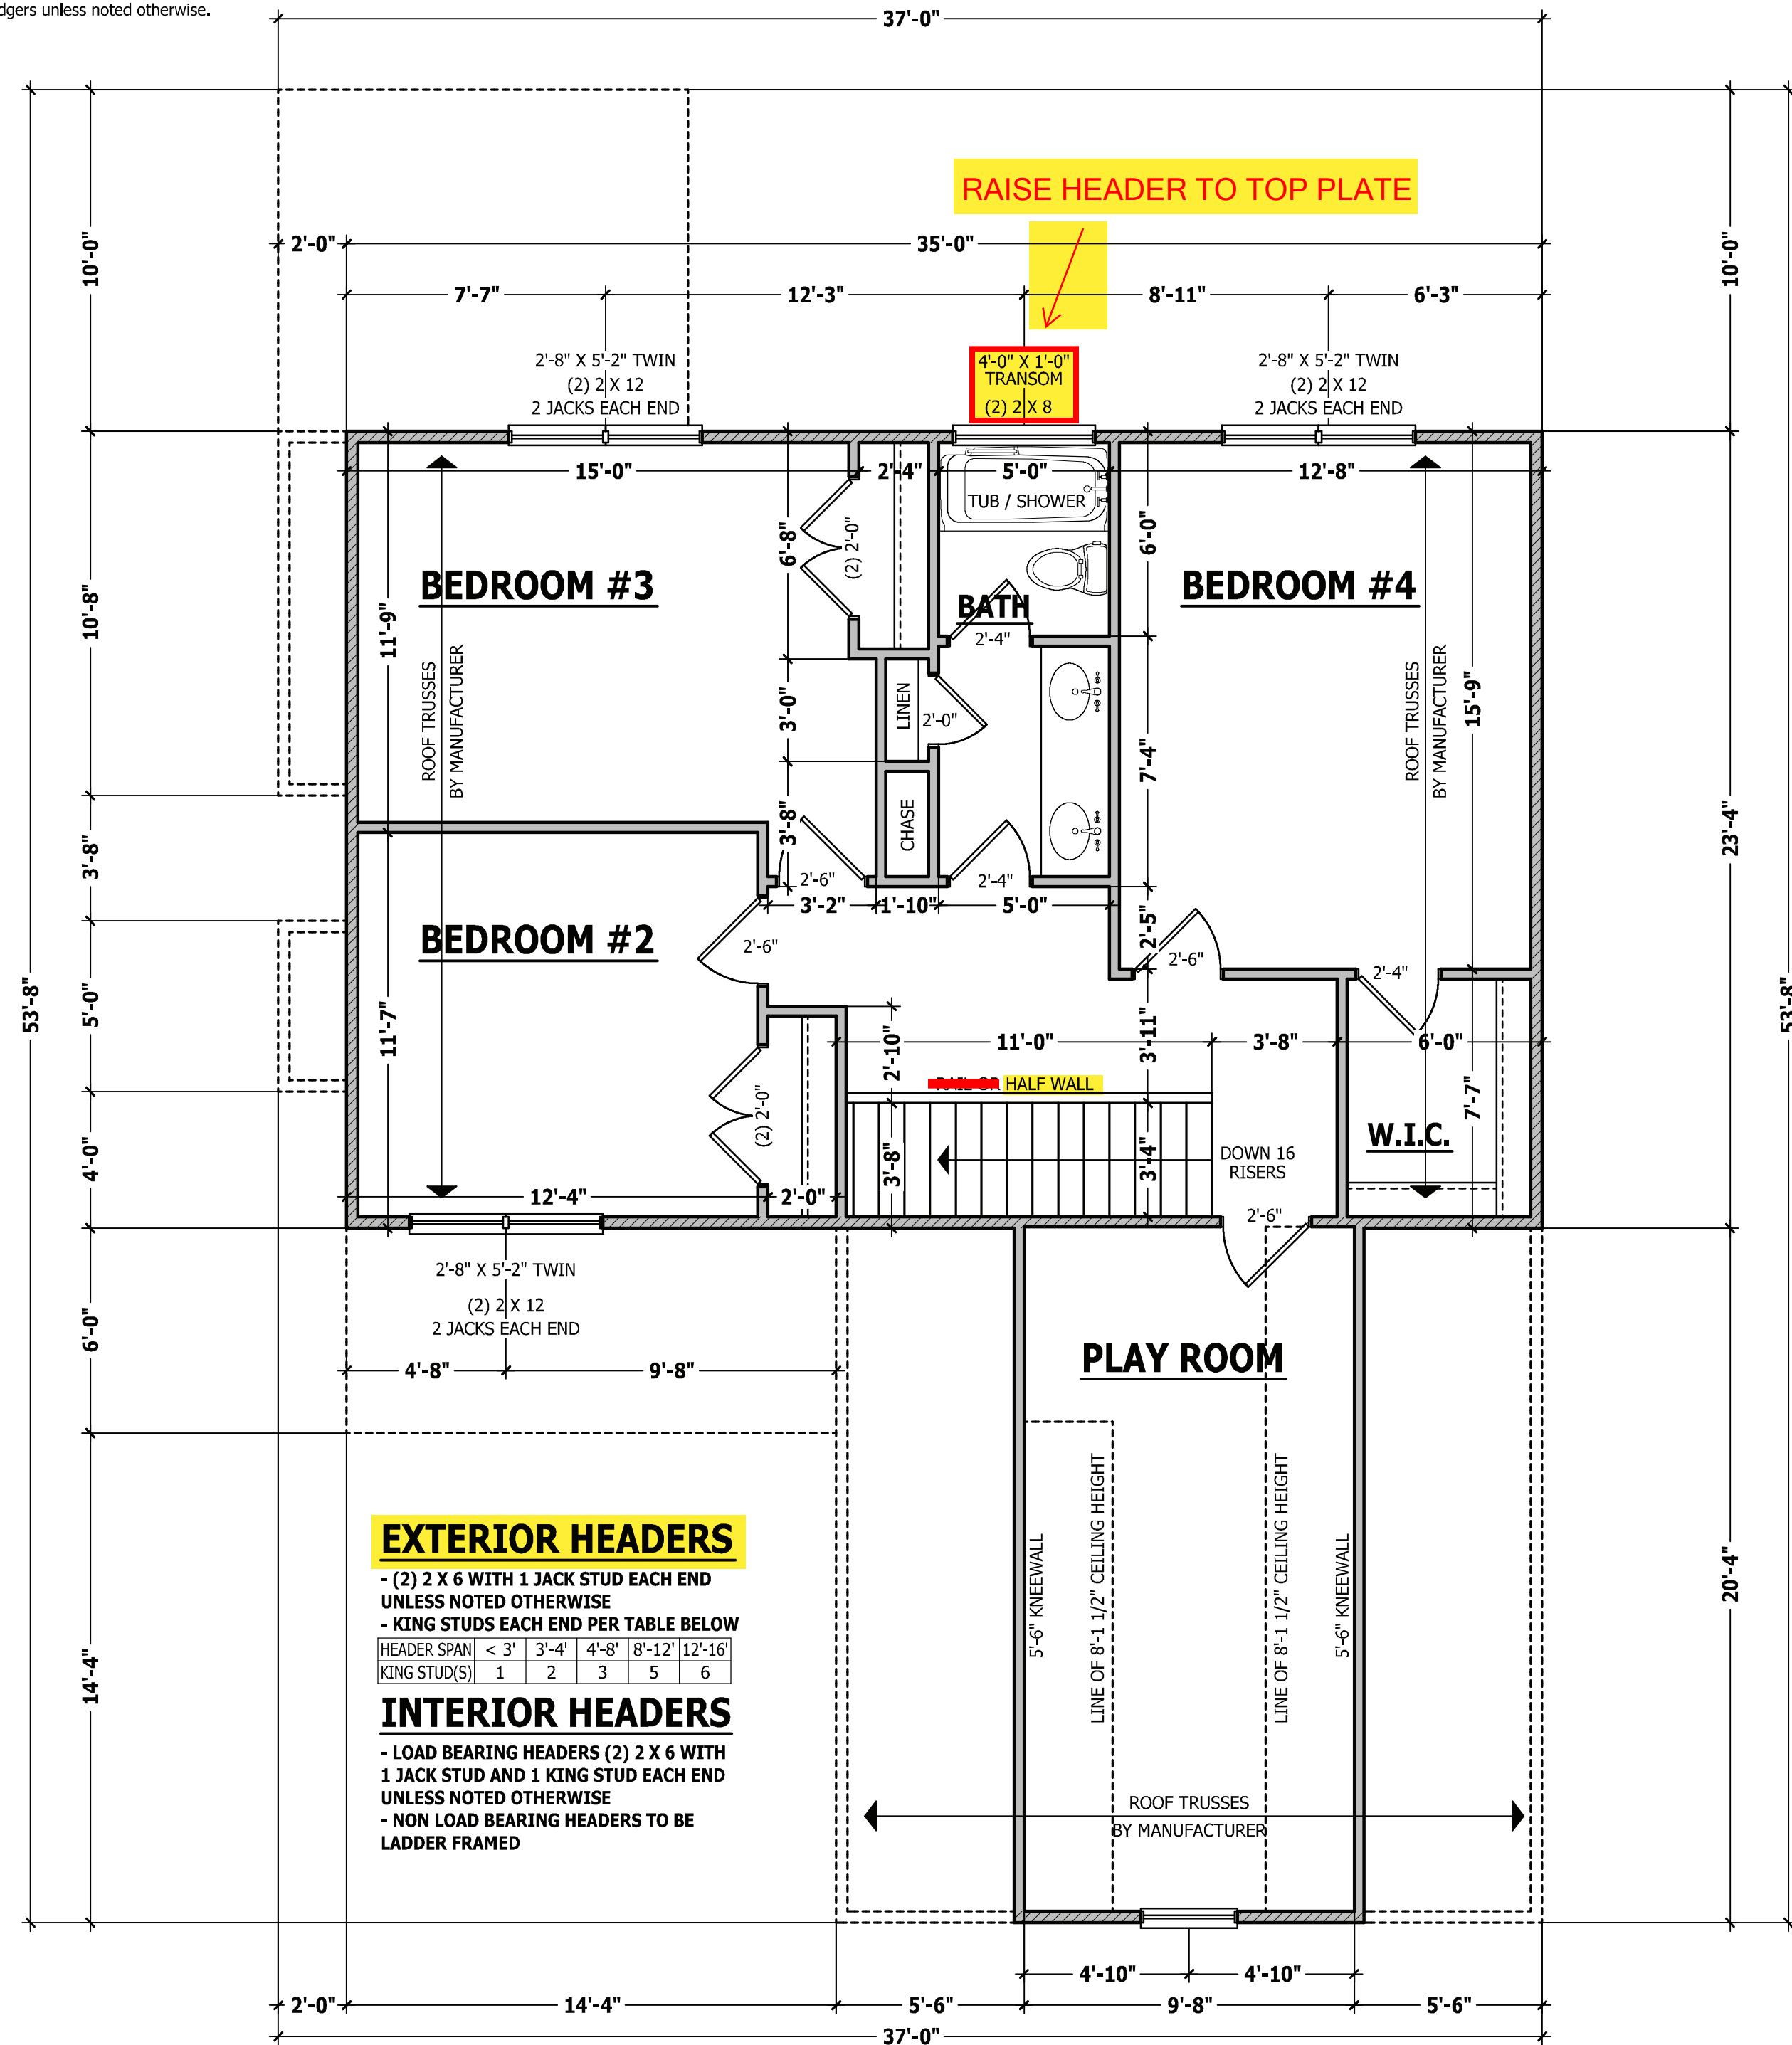 dgers unless noted otherwise.
37'-0"
RAISE HEADER TO TOP PLATE
2'-0"
35'-0"
10'-0"
10'-0"
7'-7"
12'-3"
8'-11"
6'-3"
2'-8" X 5'-2" TWIN
(2) 2 X 12
2 JACKS EACH END
4'-0" X 1'-0"
TRANSOM
(2) 2 X 8
2'-8" X 5'-2" TWIN
(2) 2 X 12
2 JACKS EACH END
15'-0"
2'-4"
5'-0"
12'-8"
TUB / SHOWER
6'-8"
(2) 2'-0"
6'-0"
BEDROOM #3
BATH
BEDROOM #4
2'-4"
10'-8"
11'-9"
ROOF TRUSSES
BY MANUFACTURER
3'-0"
LINEN
2'-0"
7'-4"
ROOF TRUSSES
BY MANUFACTURER
15'-9"
3'-8"
3'-8"
CHASE
23'-4"
2'-6"
2'-4"
3'-2"
1'-10"
5'-0"
2'-5"
BEDROOM #2
2'-6"
2'-6"
2'-4"
53'-8"
5'-0"
11'-7"
2'-10"
11'-0"
3'-11"
3'-8"
6'-0"
53'-8"
RAIL OR HALF WALL
(2) 2'-0"
7'-7"
4'-0"
3'-8"
3'-4"
DOWN 16
RISERS
W.I.C.
12'-4"
2'-0"
2'-6"
2'-8" X 5'-2" TWIN
(2) 2 X 12
2 JACKS EACH END
6'-0"
4'-8"
9'-8"
PLAY ROOM
EXTERIOR HEADERS
- (2) 2 X 6 WITH 1 JACK STUD EACH END
UNLESS NOTED OTHERWISE
- KING STUDS EACH END PER TABLE BELOW
HEADER SPAN < 3' 3'-4' 4'-8' 8'-12' 12'-16'
KING STUD(S) 1 2 3 5 6
INTERIOR HEADERS
- LOAD BEARING HEADERS (2) 2 X 6 WITH
1 JACK STUD AND 1 KING STUD EACH END
UNLESS NOTED OTHERWISE
- NON LOAD BEARING HEADERS TO BE
LADDER FRAMED
14'-4"
5'-6" KNEEWALL
LINE OF 8'-1 1/2" CEILING HEIGHT
LINE OF 8'-1 1/2" CEILING HEIGHT
5'-6" KNEEWALL
20'-4"
ROOF TRUSSES
BY MANUFACTURER
4'-10"
4'-10"
2'-0"
14'-4"
5'-6"
9'-8"
5'-6"
37'-0"